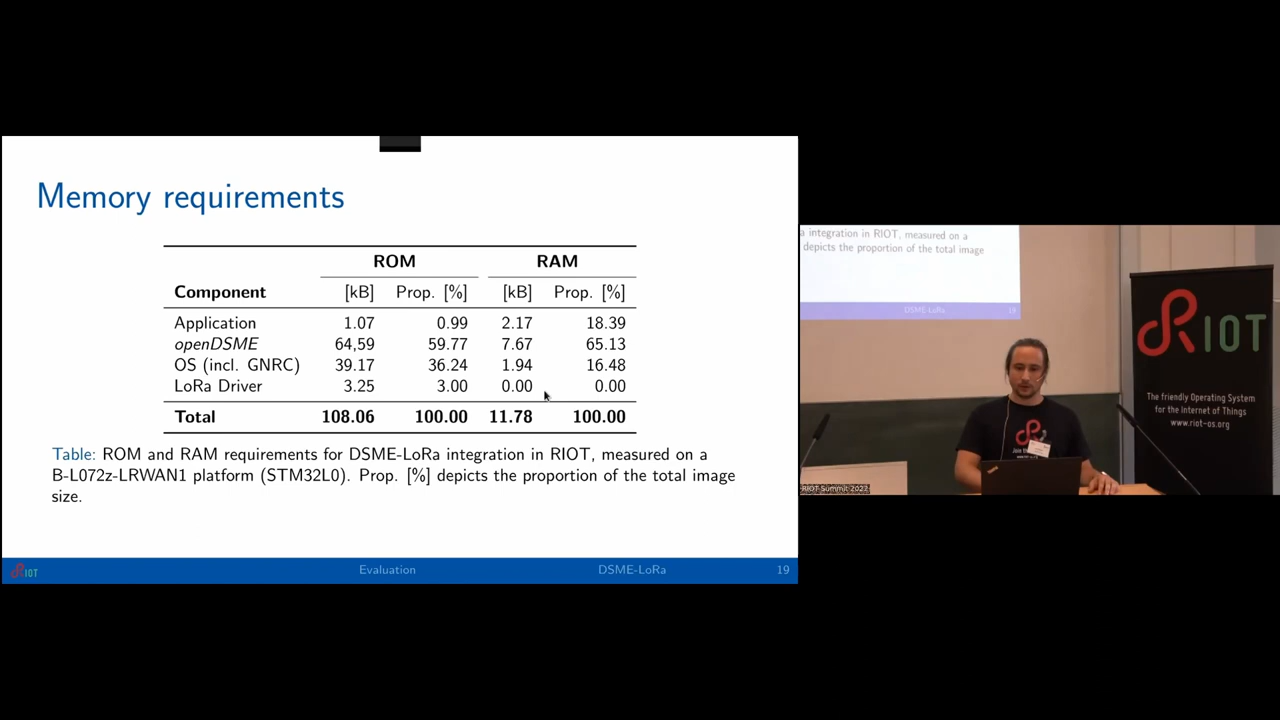 Memory requirements
ROM RAM
Component [kB] Prop. [%] [kB] Prop. [%]
Application 1.07 0.99 2.17 18.39
openDSME 64,59 59.77 7.67 65.13
OS (incl. GNRC) 39.17 36.24 1.94 16.48
LoRa Driver 3.25 3.00 0.00 0.00
Total 108.06 100.00 11.78 100.00
Table: ROM and RAM requirements for DSME-LoRa integration in RIOT, measured on a
B-L072z-LRWAN1 platform (STM32L0). Prop. [%] depicts the proportion of the total image
size.
RIOT Evaluation DSME-LoRa 19
a integration in RIOT, measured on a
depicts the proportion of the total image
DSME-LoRa 19
RIOT
The friendly Operating System
for the Internet of Things
www.riot-os.org
RIOT Summit 2022